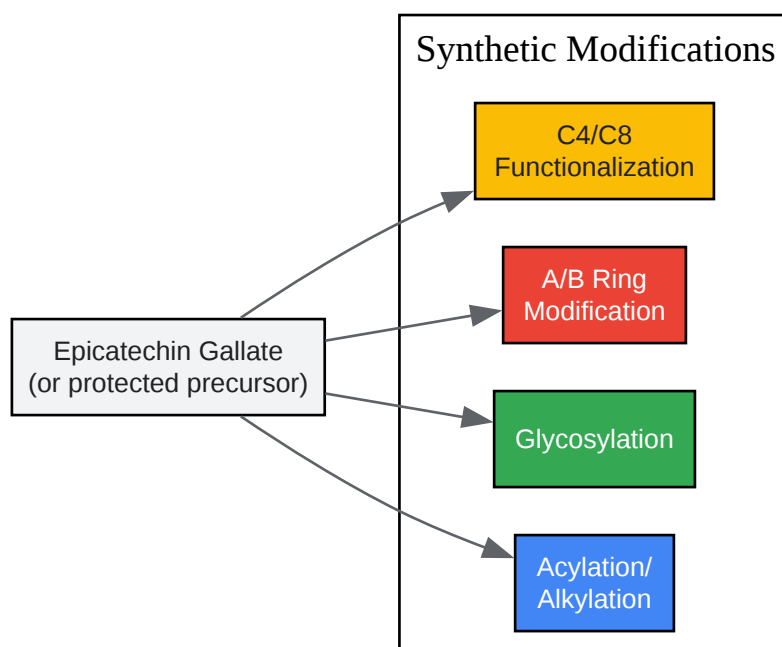 Synthetic Modifications
C4/C8
Functionalization
A/B Ring
Modification
Epicatechin Gallate
(or protected precursor)
Glycosylation
Acylation/
Alkylation